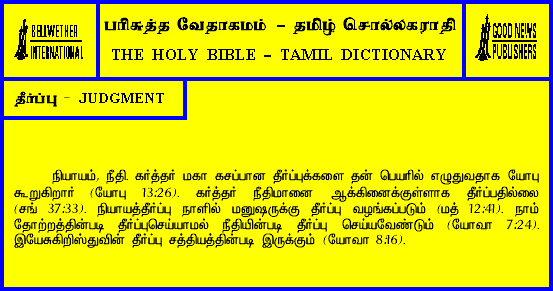 BELLWETHER
INTERNATIONAL
பரிசுத்த வேதாகமம் - தமிழ் சொல்லகராதி
THE HOLY BIBLE - TAMIL DICTIONARY
GOOD NEWS
PUBLISHERS
தீர்ப்பு - JUDGMENT
நியாயம், நீதி. கர்த்தர் மகா கசப்பான தீர்ப்புக்களை தன் பெயரில் எழுதுவதாக யோபு
கூறுகிறார் (யோபு 13:26). கர்த்தர் நீதிமானை ஆக்கினைக்குள்ளாக தீர்ப்பதில்லை
(சங் 37:33). நியாயத்தீர்ப்பு நாளில் மனுஷருக்கு தீர்ப்பு வழங்கப்படும் (மத் 12:41). நாம்
தோற்றத்தின்படி தீர்ப்புசெய்யாமல் நீதியின்படி தீர்ப்பு செய்யவேண்டும் (யோவா 7:24).
இயேசுகிறிஸ்துவின் தீர்ப்பு சத்தியத்தின்படி இருக்கும் (யோவா 8:16).